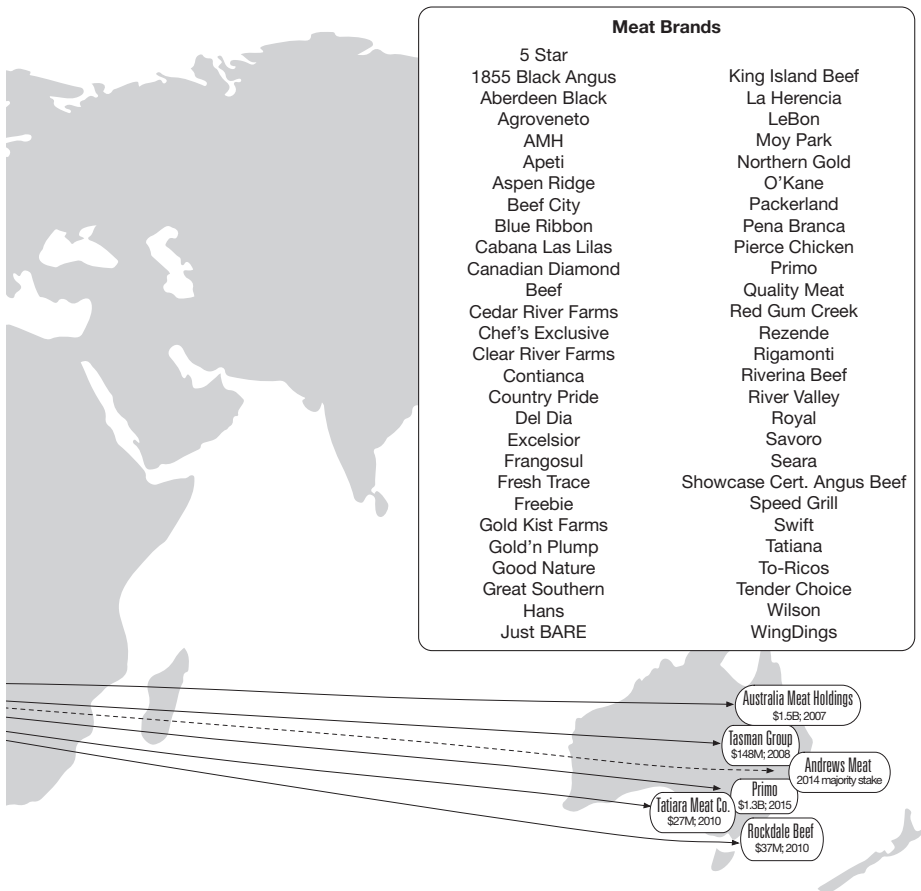 Meat Brands
5 Star
1855 Black Angus
Aberdeen Black
Agroveneto
AMH
Apeti
Aspen Ridge
Beef City
Blue Ribbon
Cabana Las Lilas
Canadian Diamond
Beef
Cedar River Farms
Chef's Exclusive
Clear River Farms
Contianca
Country Pride
Del Dia
Excelsior
Frangosul
Fresh Trace
Freebie
Gold Kist Farms
Gold'n Plump
Good Nature
Great Southern
Hans
Just BARE
King Island Beef
La Herencia
LeBon
Moy Park
Northern Gold
O'Kane
Packerland
Pena Branca
Pierce Chicken
Primo
Quality Meat
Red Gum Creek
Rezende
Rigamonti
Riverina Beef
River Valley
Royal
Savoro
Seara
Showcase Cert. Angus Beef
Speed Grill
Swift
Tatiana
To-Ricos
Tender Choice
Wilson
WingDings
Australia Meat Holdings
$1.5B; 2007
Tasman Group
$148M; 2008
Andrews Meat
2014 majority stake
Primo
$1.3B; 2015
Tatiara Meat Co.
$27M; 2010
Rockdale Beef
$37M; 2010